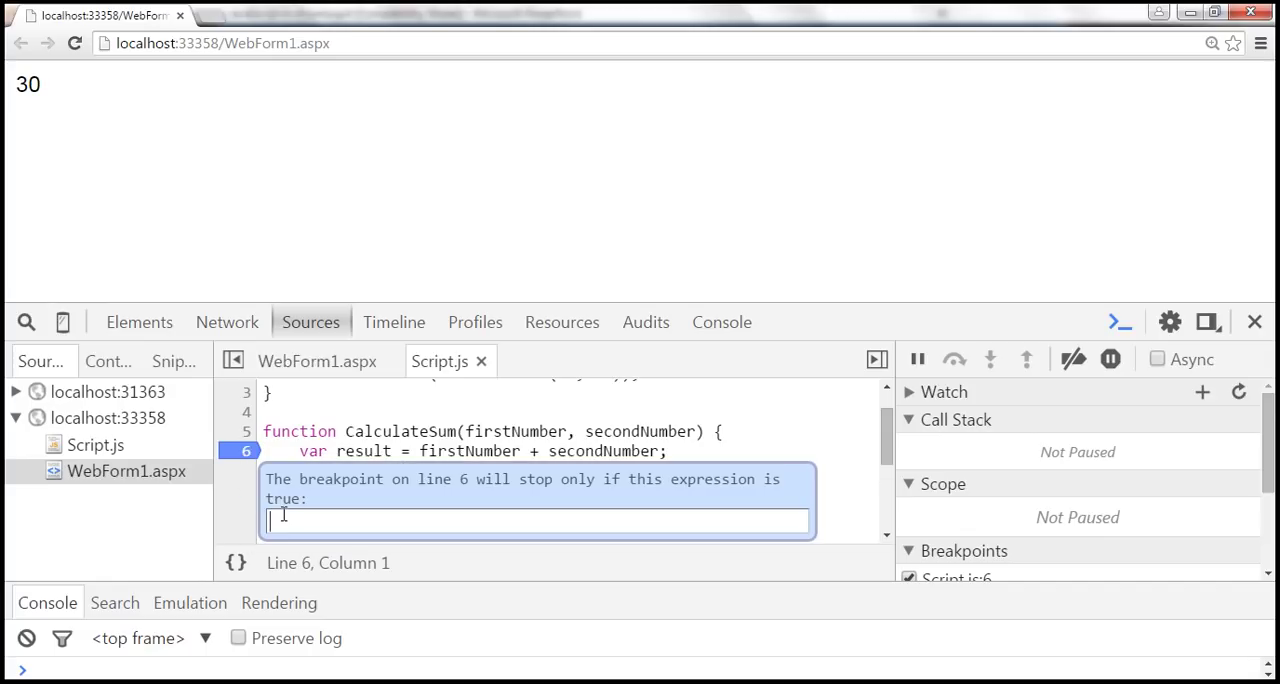 localhost:33358/WebForm
localhost:33358/WebForm1.aspx
30
Elements Network Sources Timeline Profiles Resources Audits Console
Sour... Cont... Snip... WebForm1.aspx Script.js Async
localhost:31363
localhost:33358
Script.js
WebForm1.aspx
3 }
4
5 function CalculateSum(firstNumber, secondNumber) {
6 var result = firstNumber + secondNumber;
The breakpoint on line 6 will stop only if this expression is
true:
{} Line 6, Column 1
Watch
Call Stack
Not Paused
Scope
Not Paused
Breakpoints
Script.js:6
Console Search Emulation Rendering
<top frame> Preserve log